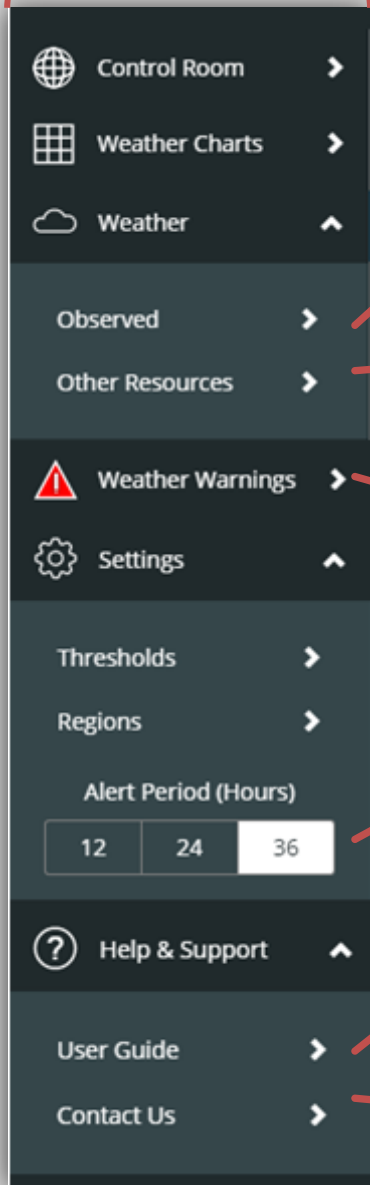 Control Room
Weather Charts
Weather
Observed
Other Resources
Weather Warnings
Settings
Thresholds
Regions
Alert Period (Hours)
12 24 36
? Help & Support
User Guide
Contact Us